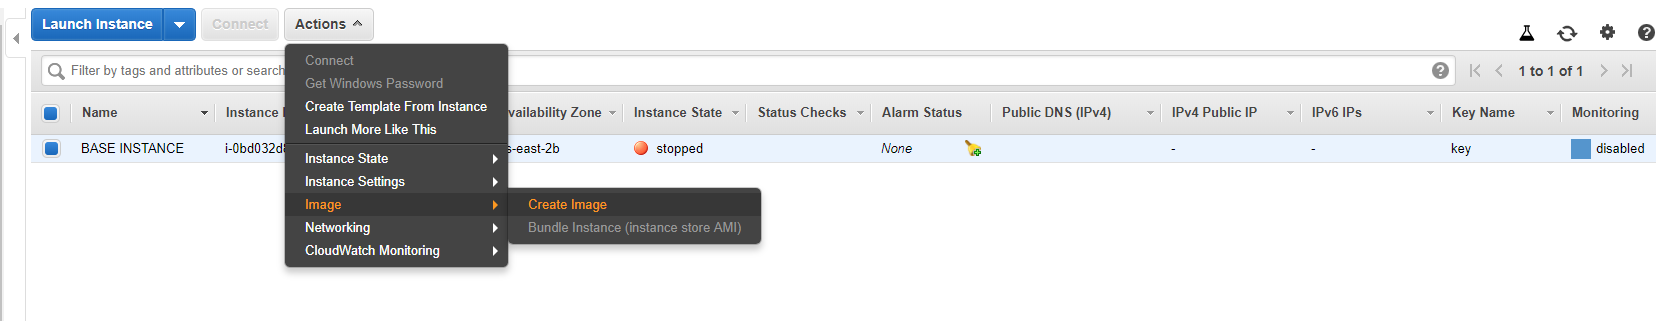 Launch Instance Connect Actions
Connect
Get Windows Password
Create Template From Instance
Launch More Like This
Instance State
Instance Settings
Image
Networking
CloudWatch Monitoring
Create Image
Bundle Instance (instance store AMI)
Filter by tags and attributes or search
1 to 1 of 1
Name Instance Availability Zone Instance State Status Checks Alarm Status Public DNS (IPv4) IPv4 Public IP IPv6 IPs Key Name Monitoring
BASE INSTANCE i-0bd032d s-east-2b stopped None - - key disabled